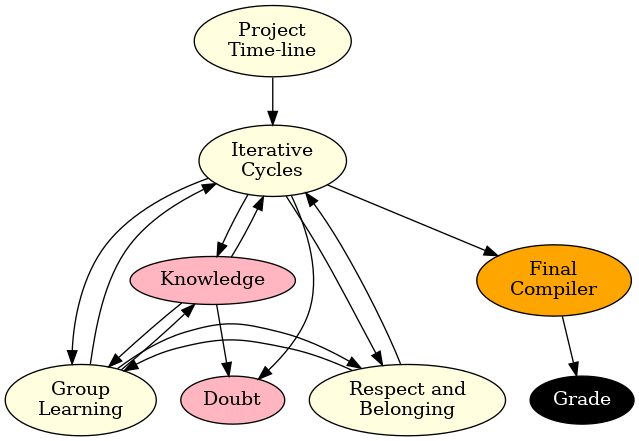 Project
Time-line
Iterative
Cycles
Knowledge
Final
Compiler
Group
Learning
Doubt
Respect and
Belonging
Grade